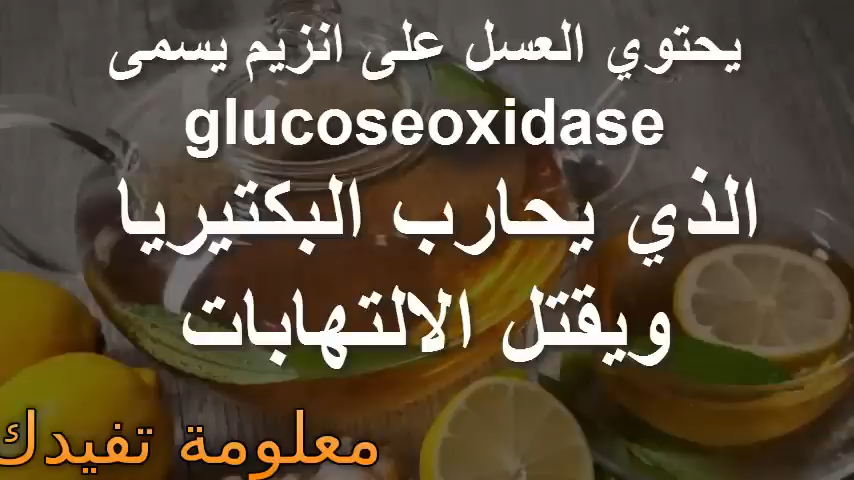 يحتوي العسل على انزيم يسمى
glucoseoxidase
الذي يحارب البكتيريا
ويقتل الالتهابات
معلومة تفيدك